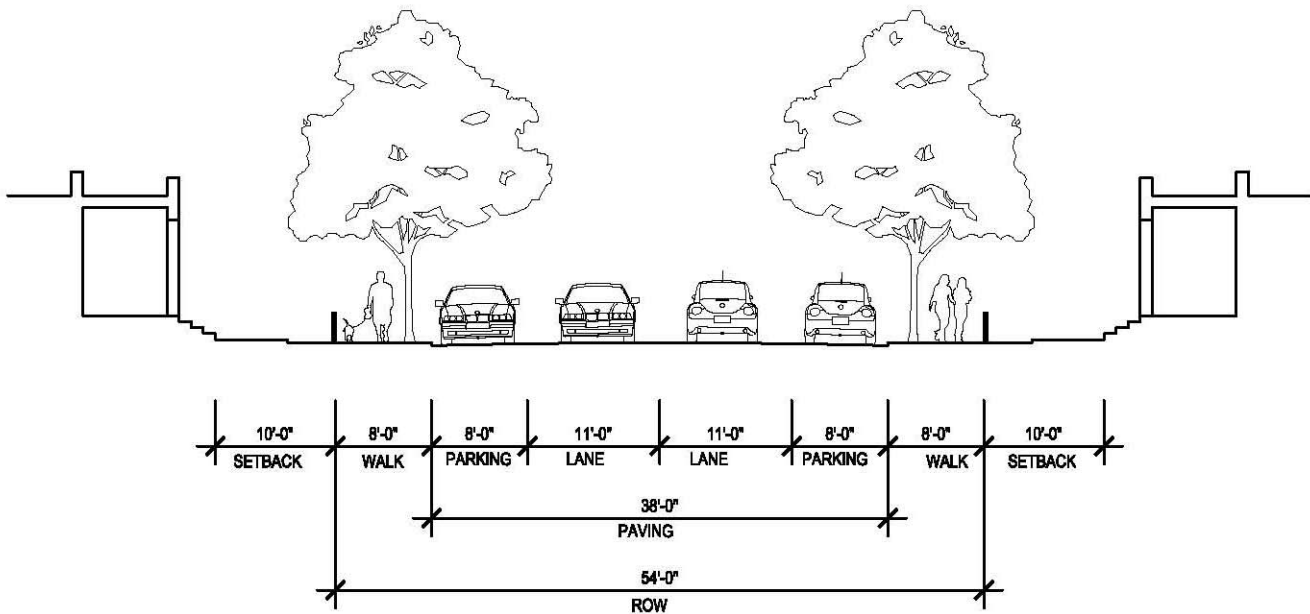 10'-0" 8'-0" 8'-0" 11'-0" 11'-0" 8'-0" 8'-0" 10'-0"
SETBACK WALK PARKING LANE LANE PARKING WALK SETBACK
38'-0"
PAVING
54'-0"
ROW